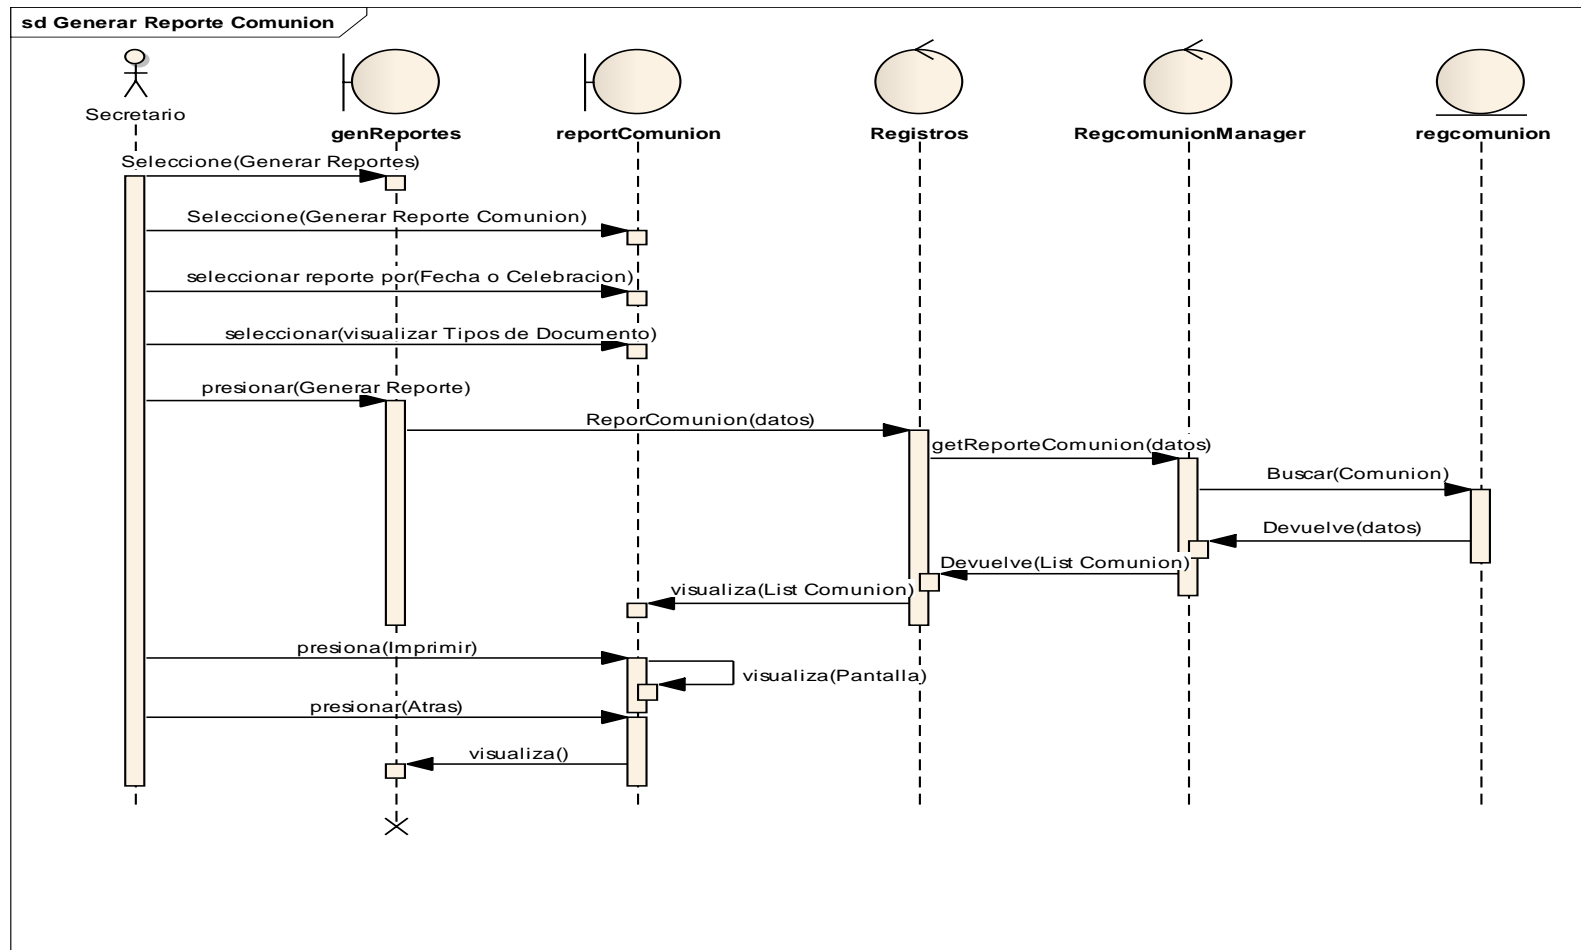 sd Generar Reporte Comunion
Secretario
genReportes
reportComunion
Registros
RegcomunionManager
regcomunion
Seleccione(Generar Reportes)
Seleccione(Generar Reporte Comunion)
seleccionar reporte por(Fecha o Celebracion)
seleccionar(visualizar Tipos de Documento)
presionar(Generar Reporte)
ReporComunion(datos)
getReporteComunion(datos)
Buscar(Comunion)
Devuelve(datos)
Devuelve(List Comunion)
visualiza(List Comunion)
presiona(Imprimir)
visualiza(Pantalla)
presionar(Atras)
visualiza()